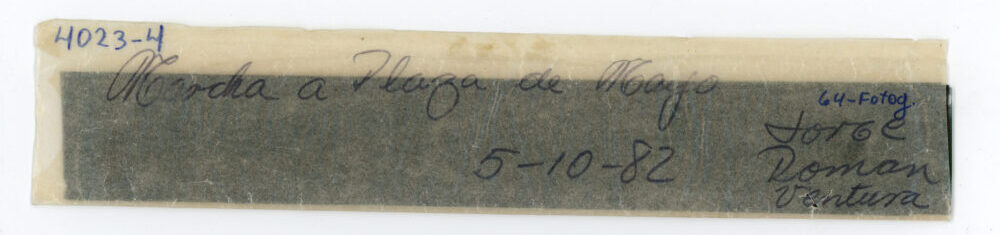 4023-4
Marcha a Plaza de Mayo
64-Fotog.
5-10-82
Jorge
Roman
Ventura